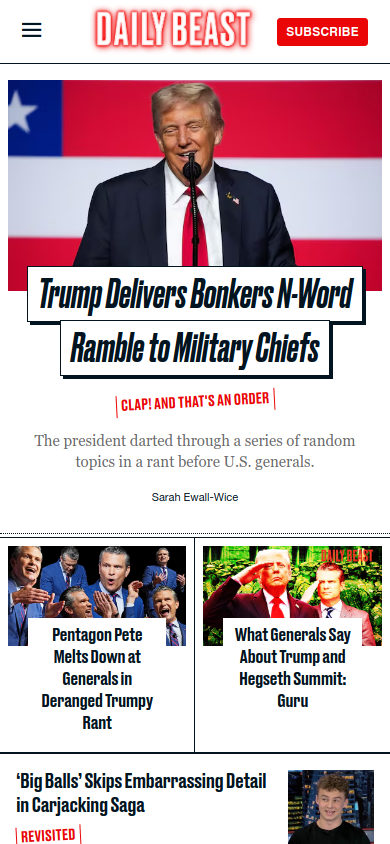 DAILY BEAST
SUBSCRIBE
Trump Delivers Bonkers N-Word
Ramble to Military Chiefs
CLAP! AND THAT'S AN ORDER
The president darted through a series of random
topics in a rant before U.S. generals.
Sarah Ewall-Wice
Pentagon Pete
Melts Down at
Generals in
Deranged Trumpy
Rant
DAILY BEAST
What Generals Say
About Trump and
Hegseth Summit:
Guru
‘Big Balls’ Skips Embarrassing Detail
in Carjacking Saga
REVISITED